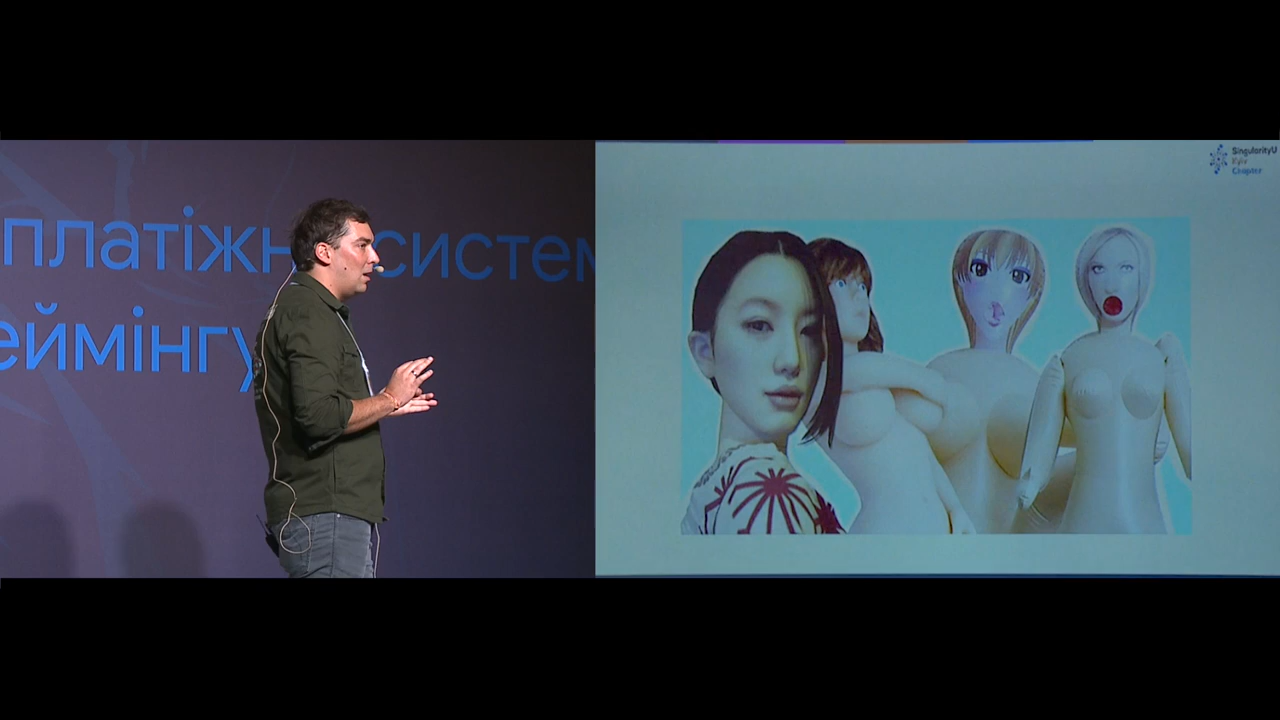 платіжн систем
еймінгу
SingularityU
Kyiv
Chapter